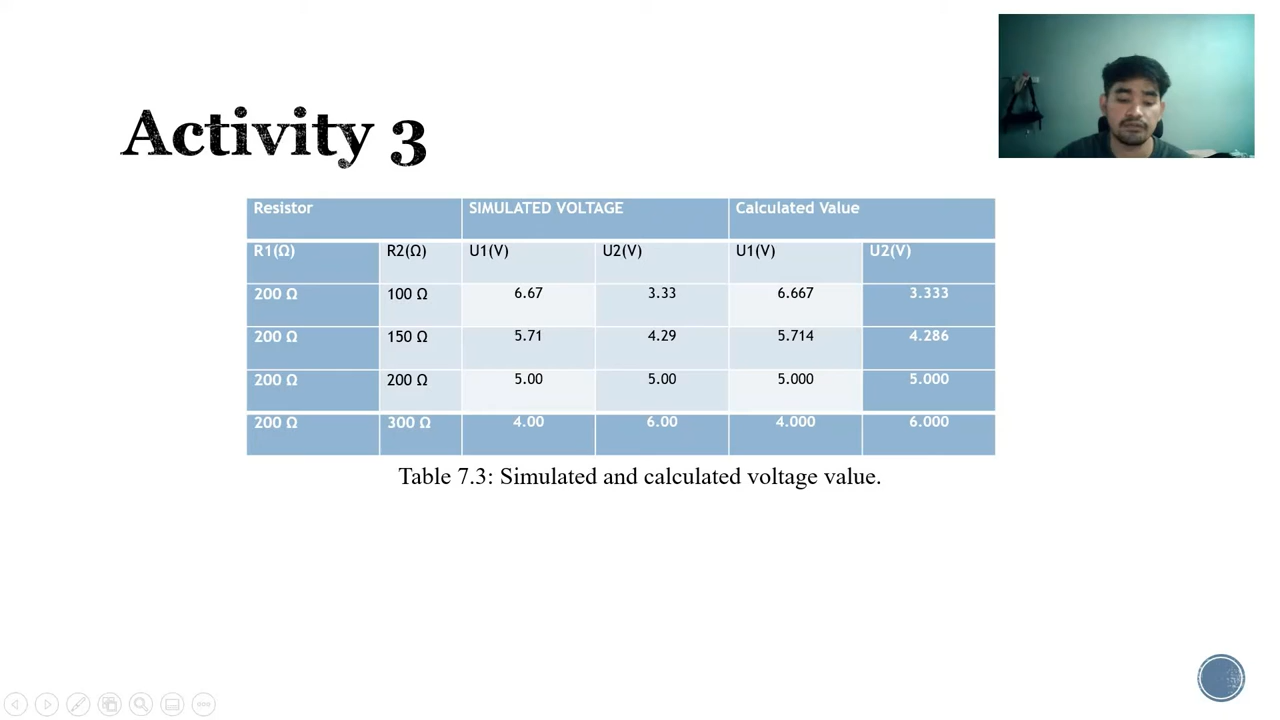 Activity 3
Resistor SIMULATED VOLTAGE Calculated Value
R1(Ω) R2(Ω) U1(V) U2(V) U1(V) U2(V)
200 Ω 100 Ω 6.67 3.33 6.667 3.333
200 Ω 150 Ω 5.71 4.29 5.714 4.286
200 Ω 200 Ω 5.00 5.00 5.000 5.000
200 Ω 300 Ω 4.00 6.00 4.000 6.000
Table 7.3: Simulated and calculated voltage value.